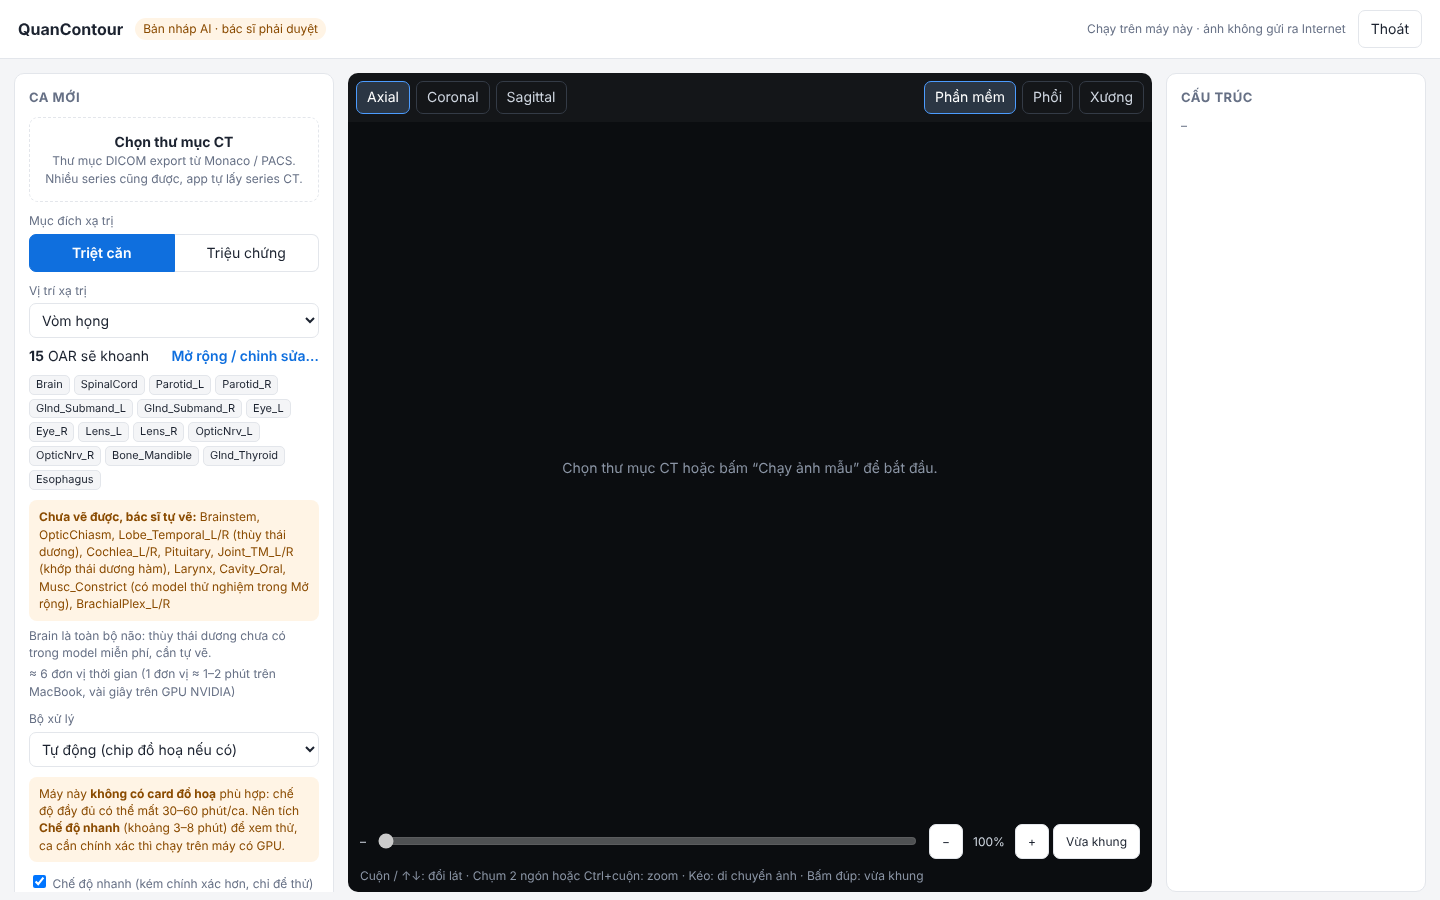 QuanContour
Bản nháp AI · bác sĩ phải duyệt
Chạy trên máy này · ảnh không gửi ra Internet
Thoát
CA MỚI
Chọn thư mục CT
Thư mục DICOM export từ Monaco / PACS.
Nhiều series cũng được, app tự lấy series CT.
Mục đích xạ trị
Triệt căn
Triệu chứng
Vị trí xạ trị
Vòm họng
15 OAR sẽ khoanh
Mở rộng / chỉnh sửa...
Brain SpinalCord Parotid_L Parotid_R
Glnd_Submand_L Glnd_Submand_R Eye_L
Eye_R Lens_L Lens_R OpticNrv_L
OpticNrv_R Bone_Mandible Glnd_Thyroid
Esophagus
Chưa vẽ được, bác sĩ tự vẽ: Brainstem,
OpticChiasm, Lobe_Temporal_L/R (thùy thái
dương), Cochlea_L/R, Pituitary, Joint_TM_L/R
(khớp thái dương hàm), Larynx, Cavity_Oral,
Musc_Constrict (có model thử nghiệm trong Mở
rộng), BrachialPlex_L/R
Brain là toàn bộ não: thùy thái dương chưa có
trong model miễn phí, cần tự vẽ.
≈ 6 đơn vị thời gian (1 đơn vị ≈ 1–2 phút trên
MacBook, vài giây trên GPU NVIDIA)
Bộ xử lý
Tự động (chip đồ hoạ nếu có)
Máy này không có card đồ hoạ phù hợp: chế
độ đầy đủ có thể mất 30–60 phút/ca. Nên tích
Chế độ nhanh (khoảng 3–8 phút) để xem thử,
ca cần chính xác thì chạy trên máy có GPU.
Chế độ nhanh (kém chính xác hơn, chỉ để thử)
Axial Coronal Sagittal
Phần mềm Phổi Xương
Chọn thư mục CT hoặc bấm “Chạy ảnh mẫu” để bắt đầu.
–
− 100% + Vừa khung
Cuộn / ↑↓: đổi lát · Chụm 2 ngón hoặc Ctrl+cuộn: zoom · Kéo: di chuyển ảnh · Bấm đúp: vừa khung
CẤU TRÚC
–